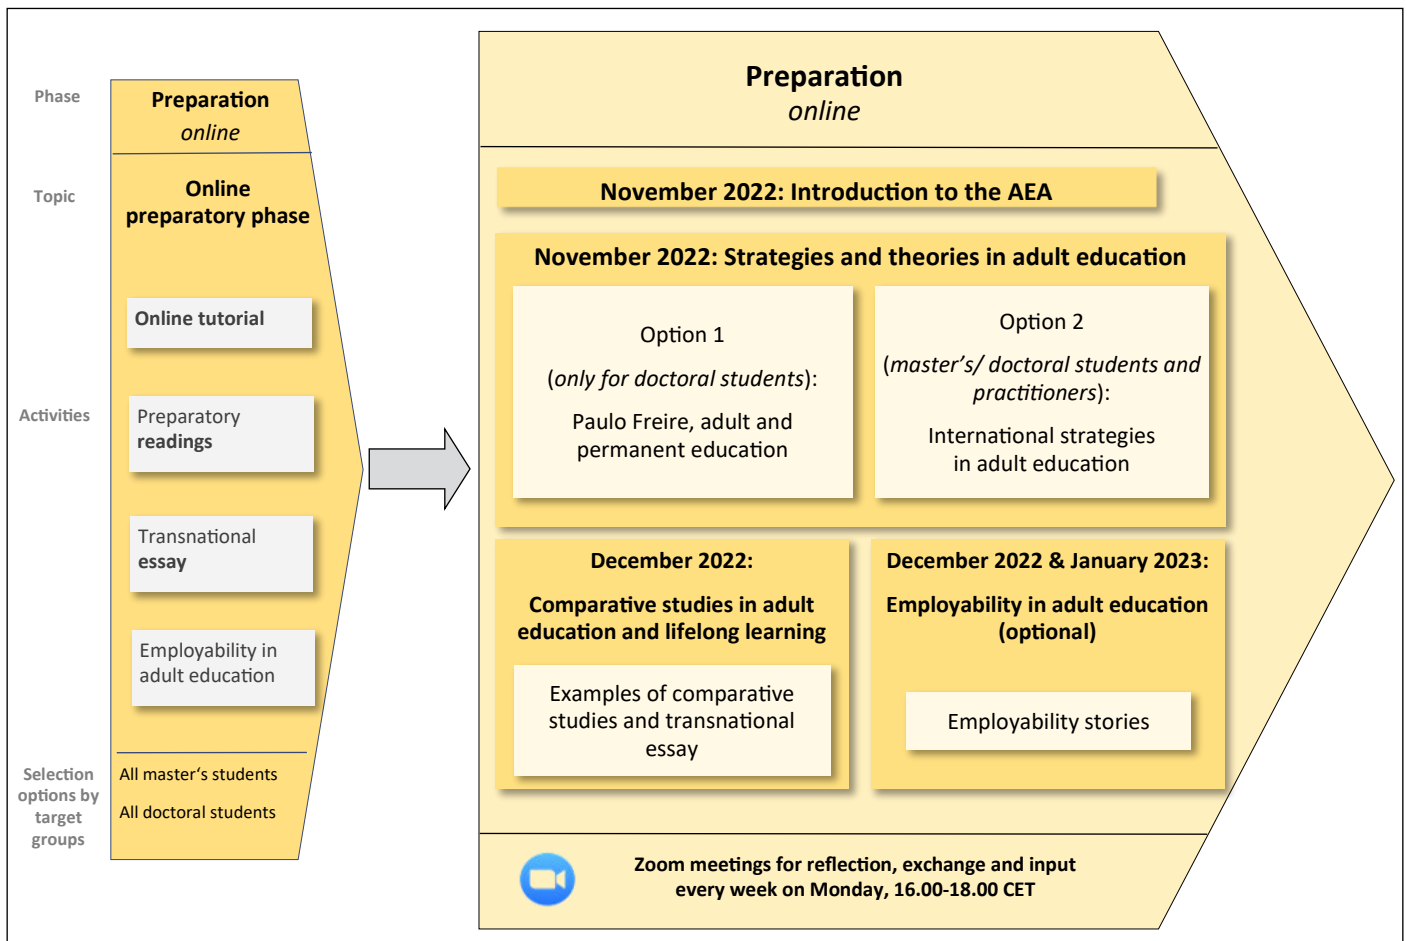 Phase
Preparation
online
Topic
Online
preparatory phase
Activities
Online tutorial
Preparatory
readings
Transnational
essay
Employability in
adult education
Selection
options by
target
groups
All master‘s students
All doctoral students
Preparation
online
November 2022: Introduction to the AEA
November 2022: Strategies and theories in adult education
Option 1
(only for doctoral students):
Paulo Freire, adult and
permanent education
Option 2
(master's/ doctoral students and
practitioners):
International strategies
in adult education
December 2022:
Comparative studies in adult
education and lifelong learning
Examples of comparative
studies and transnational
essay
December 2022 & January 2023:
Employability in adult education
(optional)
Employability stories
Zoom meetings for reflection, exchange and input
every week on Monday, 16.00-18.00 CET